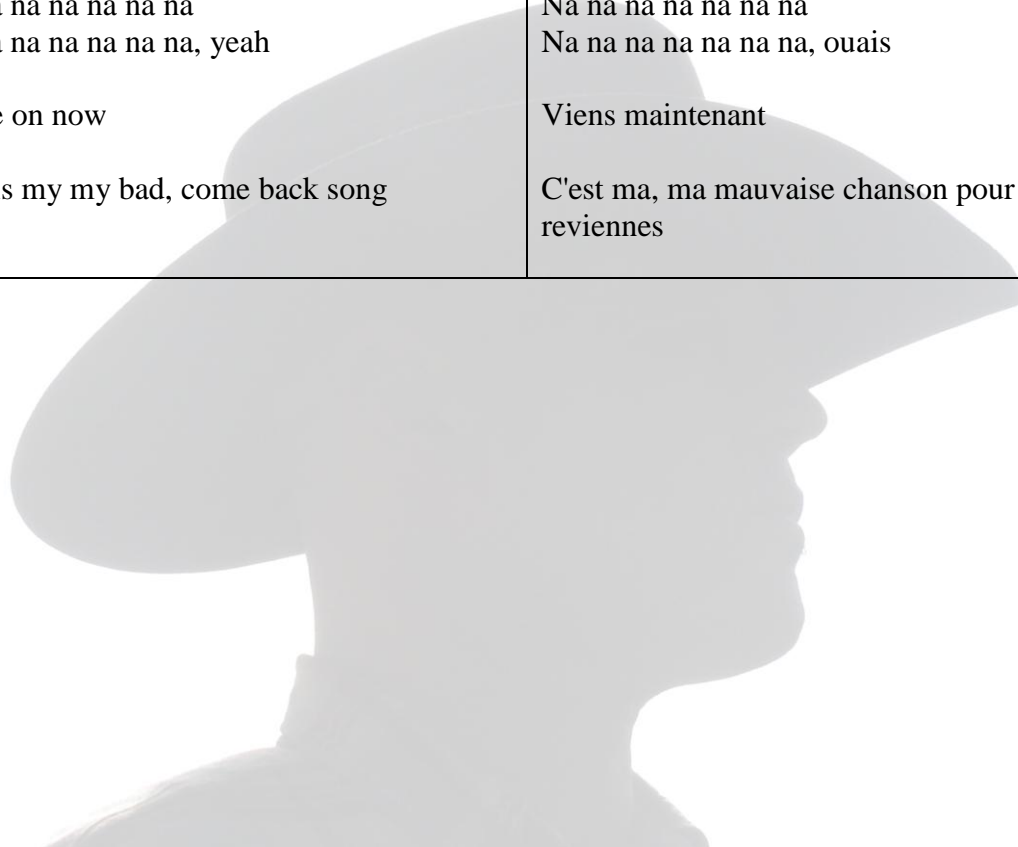 na na na na na
na na na na na, yeah
on now
my my bad, come back song
Na na na na na na na
Na na na na na na na, ouais
Viens maintenant
C'est ma, ma mauvaise chanson pour
reviennes